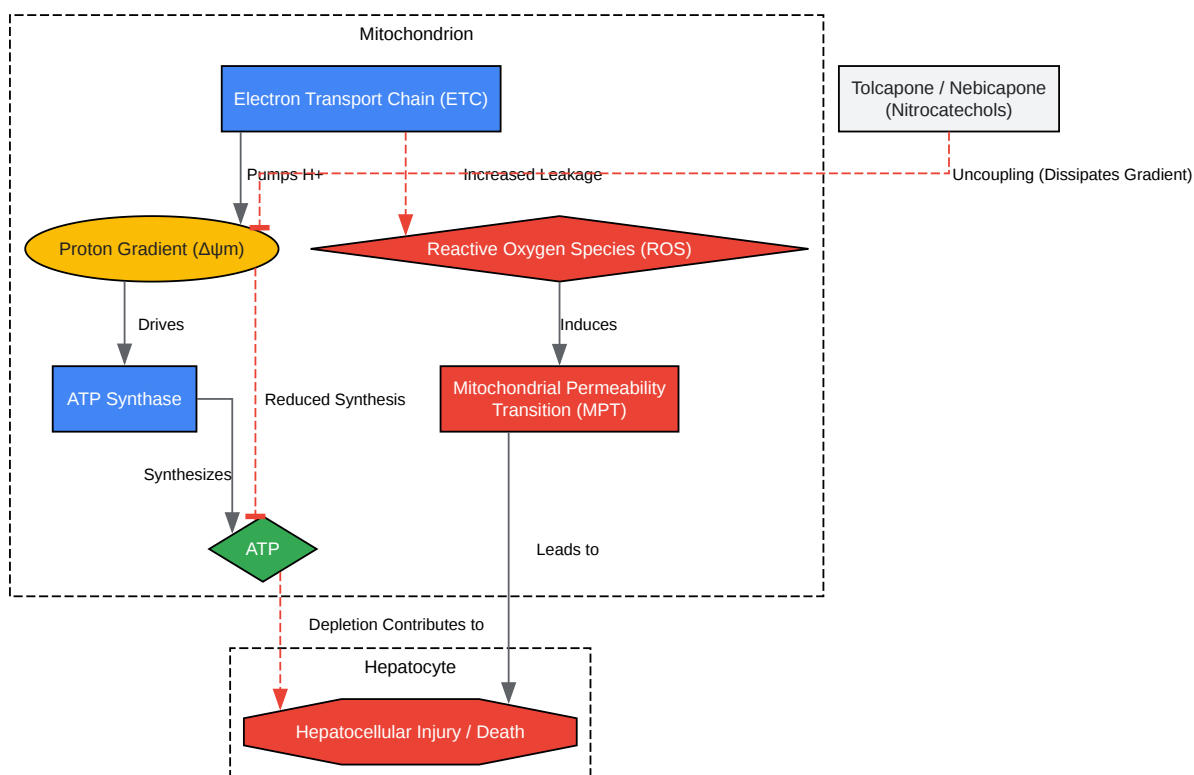 Mitochondrion
Electron Transport Chain (ETC)
Tolcapone / Nebicapone
(Nitrocatechols)
Pumps H+
Increased Leakage
Uncoupling (Dissipates Gradient)
Proton Gradient (Δψm)
Reactive Oxygen Species (ROS)
Drives
Induces
ATP Synthase
Reduced Synthesis
Mitochondrial Permeability
Transition (MPT)
Synthesizes
ATP
Leads to
Depletion Contributes to
Hepatocyte
Hepatocellular Injury / Death